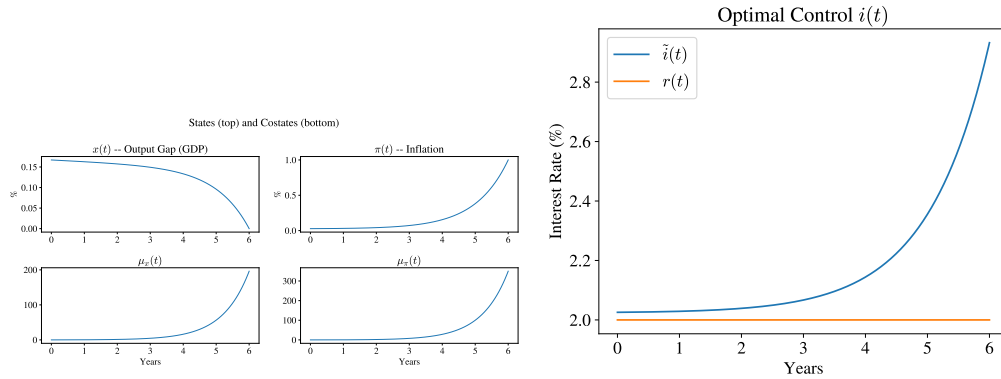 States (top) and Costates (bottom)
x(t) -- Output Gap (GDP)
%
0.15
0.10
0.05
0.00
0 1 2 3 4 5 6
π(t) -- Inflation
%
1.0
0.5
0.0
0 1 2 3 4 5 6
μx(t)
200
100
0
0 1 2 3 4 5 6
Years
μπ(t)
300
200
100
0
0 1 2 3 4 5 6
Years
Optimal Control i(t)
ĩ(t)
r(t)
Interest Rate (%)
2.8
2.6
2.4
2.2
2.0
0 1 2 3 4 5 6
Years